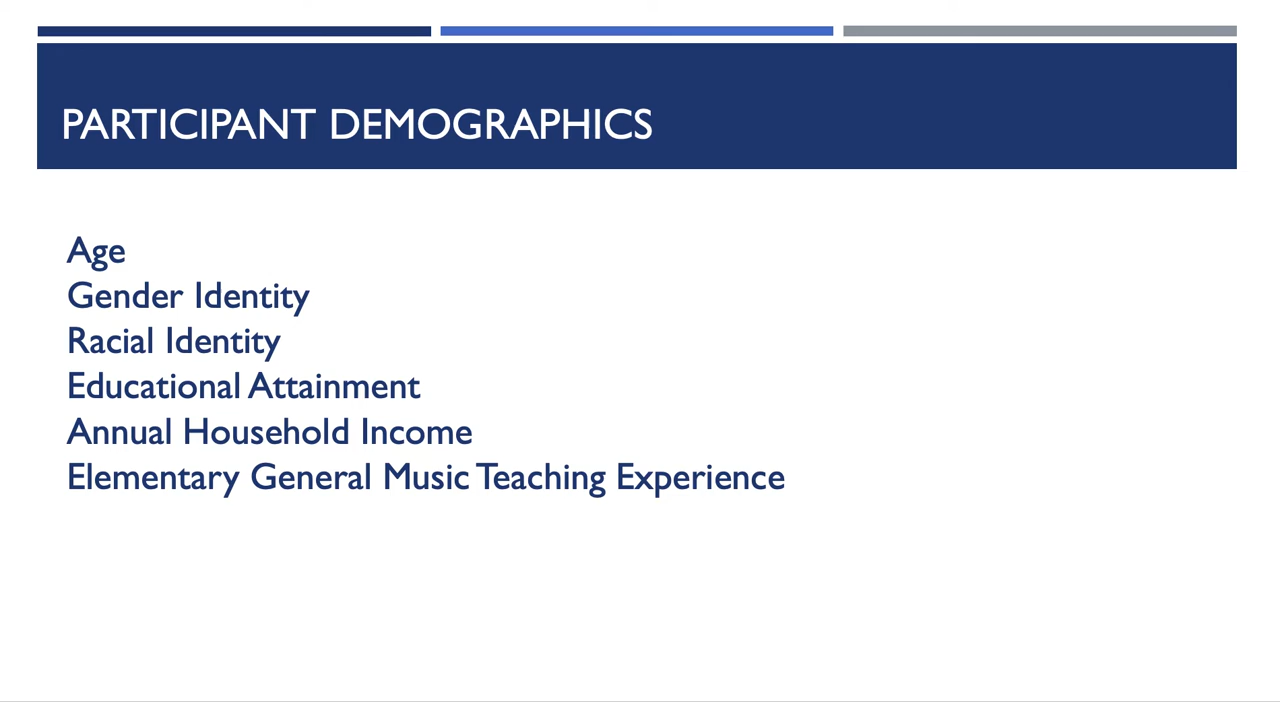 PARTICIPANT DEMOGRAPHICS
Age
Gender Identity
Racial Identity
Educational Attainment
Annual Household Income
Elementary General Music Teaching Experience